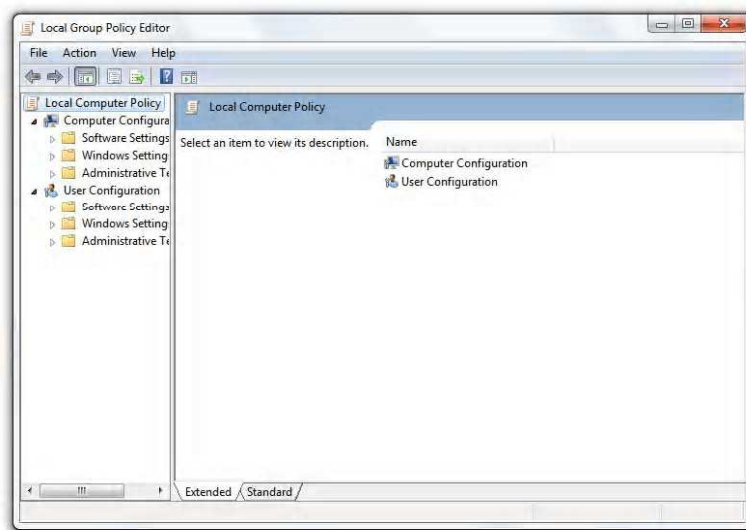 Local Group Policy Editor
File Action View Help
Local Computer Policy
Computer Configura
Software Settings
Windows Setting
Administrative Te
User Configuration
Software Settings
Windows Setting
Administrative Te
Local Computer Policy
Select an item to view its description.
Name
Computer Configuration
User Configuration
Extended Standard